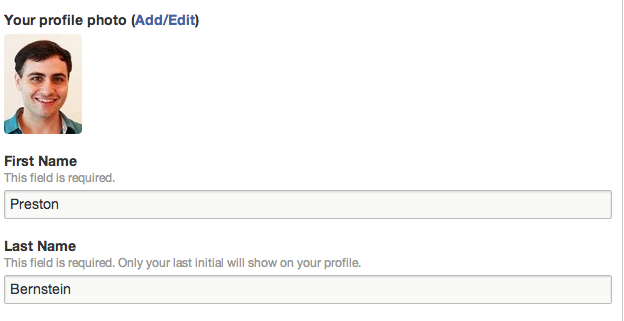 Your profile photo (Add/Edit)
First Name
This field is required.
Preston
Last Name
This field is required. Only your last initial will show on your profile.
Bernstein